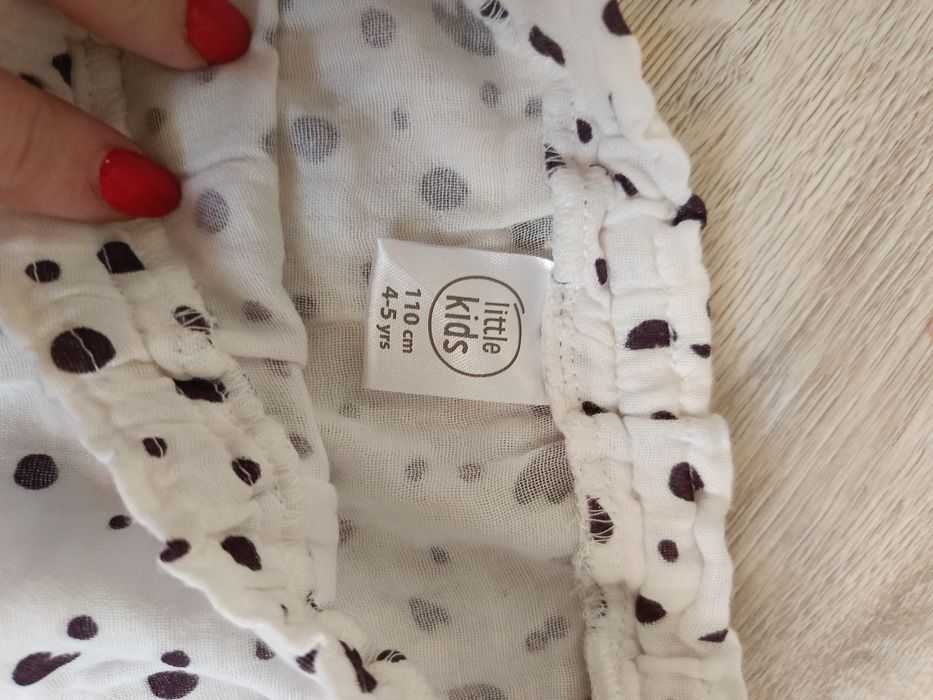 little
kids
110 cm
4-5 yrs